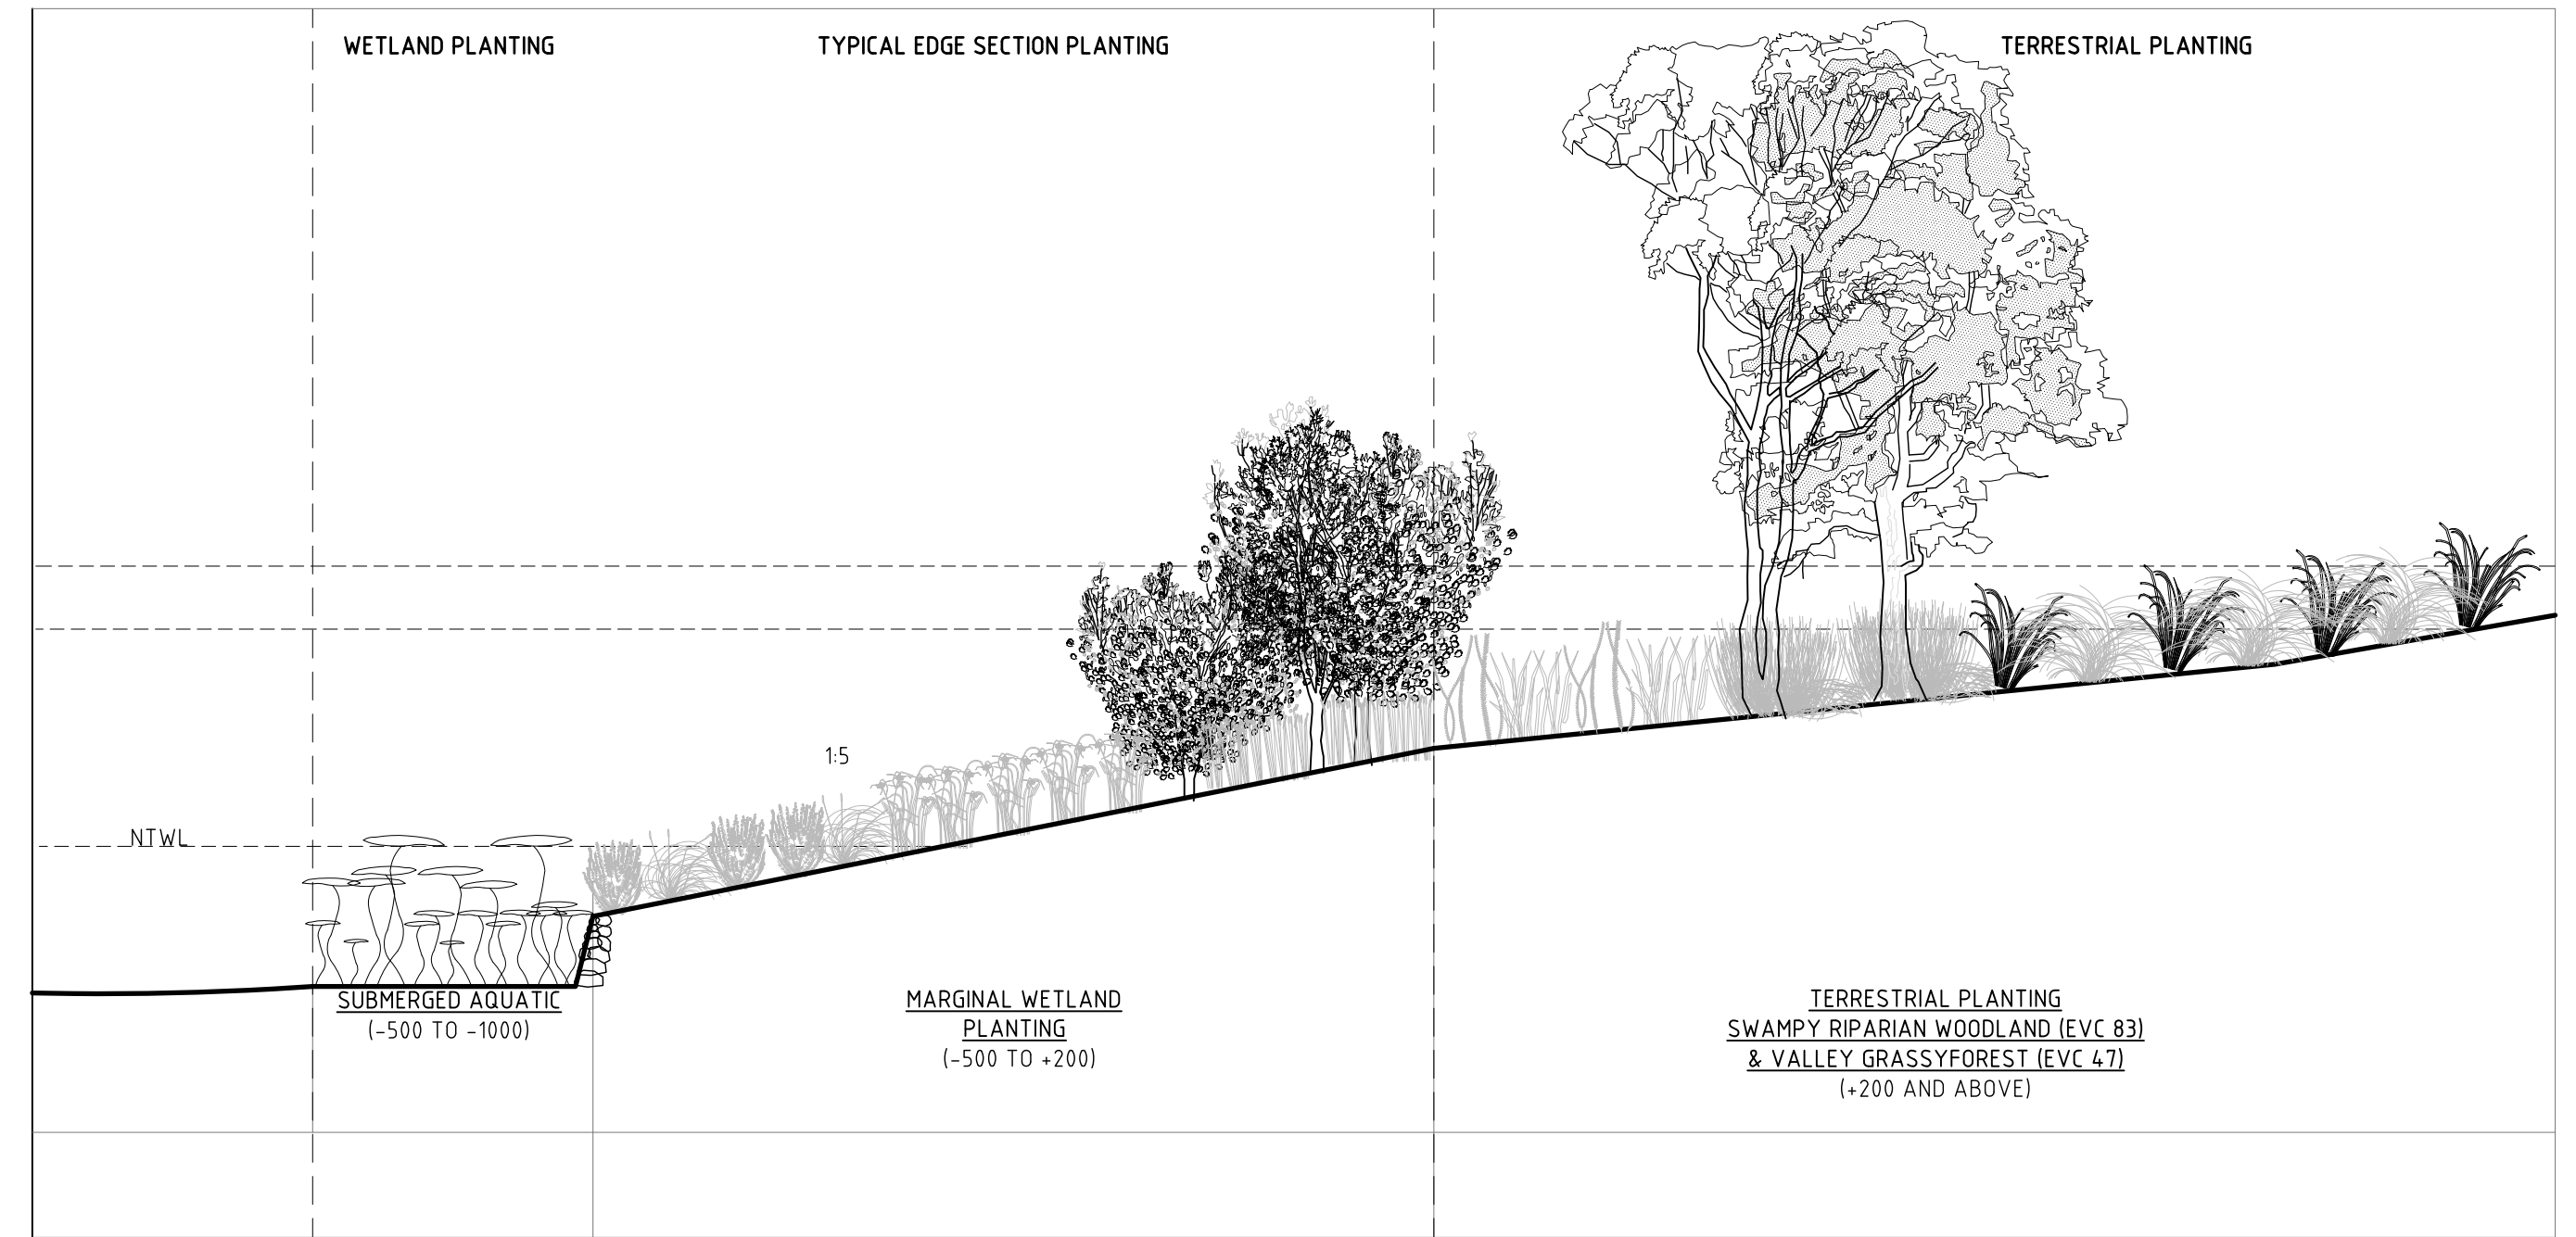 WETLAND PLANTING
TYPICAL EDGE SECTION PLANTING
TERRESTRIAL PLANTING
1:5
NTWL
SUBMERGED AQUATIC
(-500 TO -1000)
MARGINAL WETLAND
PLANTING
(-500 TO +200)
TERRESTRIAL PLANTING
SWAMPY RIPARIAN WOODLAND (EVC 83)
& VALLEY GRASSYFOREST (EVC 47)
(+200 AND ABOVE)